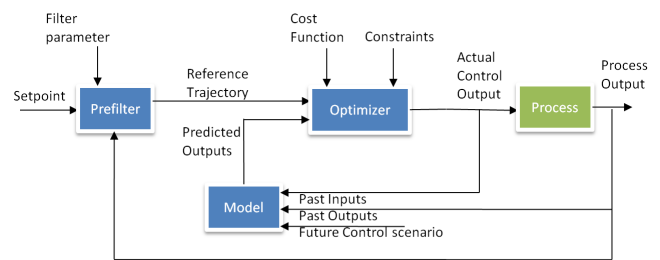 Filter
parameter
Cost
Function
Constraints
Actual
Control
Output
Process
Output
Setpoint
Prefilter
Reference
Trajectory
Optimizer
Process
Predicted
Outputs
Model
Past Inputs
Past Outputs
Future Control scenario